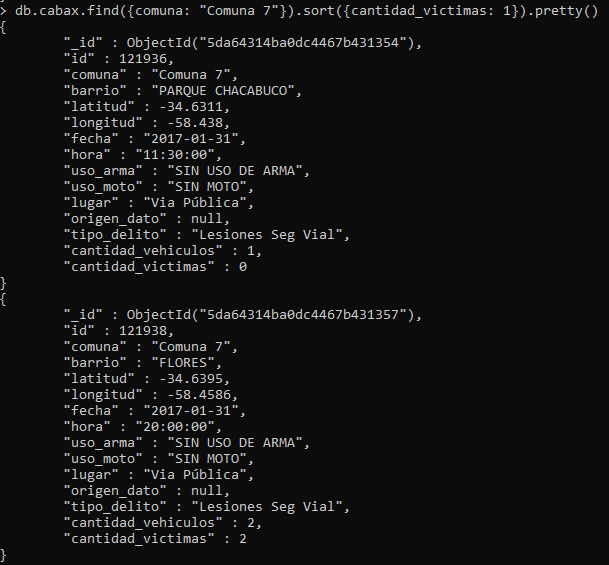 > db.cabax.find({comuna: "Comuna 7"}).sort({cantidad_victimas: 1}).pretty()
{
        "_id" : ObjectId("5da64314ba0dc4467b431354"),
        "id" : 121936,
        "comuna" : "Comuna 7",
        "barrio" : "PARQUE CHACABUCO",
        "latitud" : -34.6311,
        "longitud" : -58.438,
        "fecha" : "2017-01-31",
        "hora" : "11:30:00",
        "uso_arma" : "SIN USO DE ARMA",
        "uso_moto" : "SIN MOTO",
        "lugar" : "Via Pública",
        "origen_dato" : null,
        "tipo_delito" : "Lesiones Seg Vial",
        "cantidad_vehiculos" : 1,
        "cantidad_victimas" : 0
}
{
        "_id" : ObjectId("5da64314ba0dc4467b431357"),
        "id" : 121938,
        "comuna" : "Comuna 7",
        "barrio" : "FLORES",
        "latitud" : -34.6395,
        "longitud" : -58.4586,
        "fecha" : "2017-01-31",
        "hora" : "20:00:00",
        "uso_arma" : "SIN USO DE ARMA",
        "uso_moto" : "SIN MOTO",
        "lugar" : "Via Pública",
        "origen_dato" : null,
        "tipo_delito" : "Lesiones Seg Vial",
        "cantidad_vehiculos" : 2,
        "cantidad_victimas" : 2
}